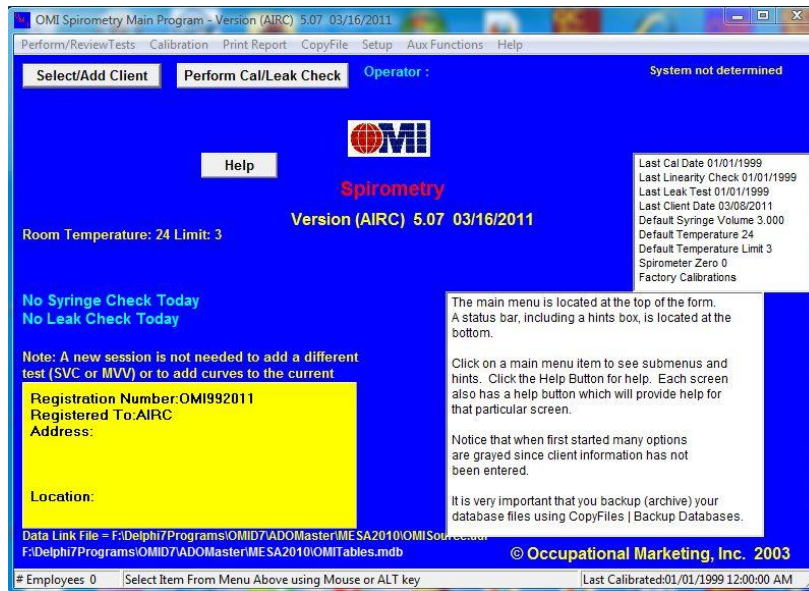 OMI Spirometry Main Program - Version (AIRC) 5.07 03/16/2011
Perform/ReviewTests Calibration Print Report CopyFile Setup Aux Functions Help
Select/Add Client Perform Cal/Leak Check Operator : System not determined
OMI
Help
Spirometry
Version (AIRC) 5.07 03/16/2011
Room Temperature: 24 Limit: 3
Last Cal Date 01/01/1999
Last Linearity Check 01/01/1999
Last Leak Test 01/01/1999
Last Client Date 03/08/2011
Default Syringe Volume 3.000
Default Temperature 24
Default Temperature Limit 3
Spirometer Zero 0
Factory Calibrations
No Syringe Check Today
No Leak Check Today
Note: A new session is not needed to add a different
test (SVC or MVV) or to add curves to the current
Registration Number:OMI992011
Registered To:AIRC
Address:
Location:
The main menu is located at the top of the form.
A status bar, including a hints box, is located at the
bottom.
Click on a main menu item to see submenus and
hints. Click the Help Button for help. Each screen
also has a help button which will provide help for
that particular screen.
Notice that when first started many options
are grayed since client information has not
been entered.
It is very important that you backup (archive) your
database files using CopyFiles | Backup Databases.
Data Link File = F:\Delphi7Programs\OMID7\ADOMaster\MESA2010\OMISource.udl
F:\Delphi7Programs\OMID7\ADOMaster\MESA2010\OMITables.mdb
© Occupational Marketing, Inc. 2003
# Employees 0 Select Item From Menu Above using Mouse or ALT key Last Calibrated:01/01/1999 12:00:00 AM